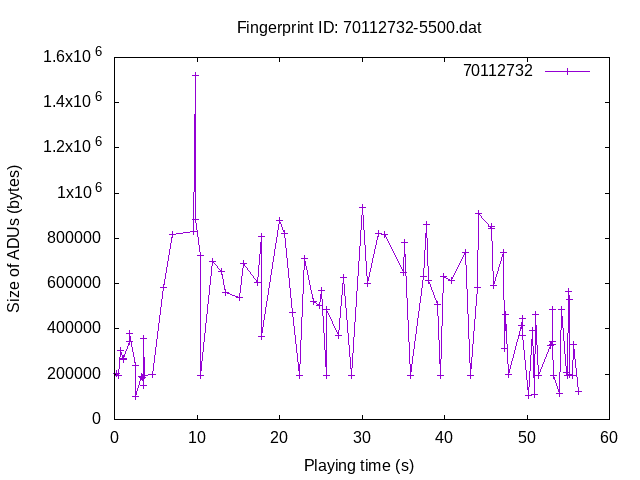 Fingerprint ID: 70112732-5500.dat
70112732
1.6x10^6
1.4x10^6
1.2x10^6
1x10^6
800000
600000
400000
200000
0
Size of ADUs (bytes)
0 10 20 30 40 50 60
Playing time (s)